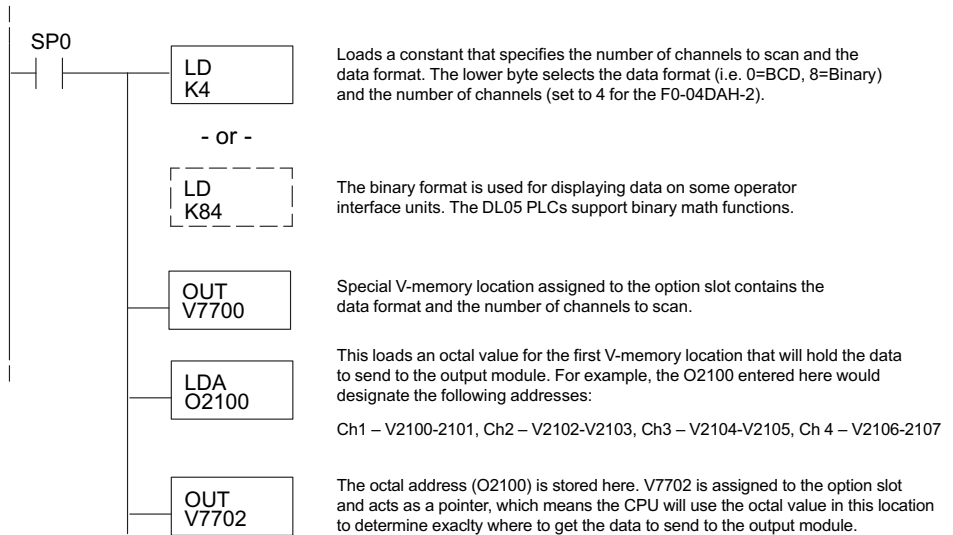 SP0
LD
K4
Loads a constant that specifies the number of channels to scan and the
data format. The lower byte selects the data format (i.e. 0=BCD, 8=Binary)
and the number of channels (set to 4 for the F0-04DAH-2).
- or -
LD
K84
The binary format is used for displaying data on some operator
interface units. The DL05 PLCs support binary math functions.
OUT
V7700
Special V-memory location assigned to the option slot contains the
data format and the number of channels to scan.
LDA
O2100
This loads an octal value for the first V-memory location that will hold the data
to send to the output module. For example, the O2100 entered here would
designate the following addresses:
Ch1 – V2100-2101, Ch2 – V2102-V2103, Ch3 – V2104-V2105, Ch 4 – V2106-2107
OUT
V7702
The octal address (O2100) is stored here. V7702 is assigned to the option slot
and acts as a pointer, which means the CPU will use the octal value in this location
to determine exaclty where to get the data to send to the output module.